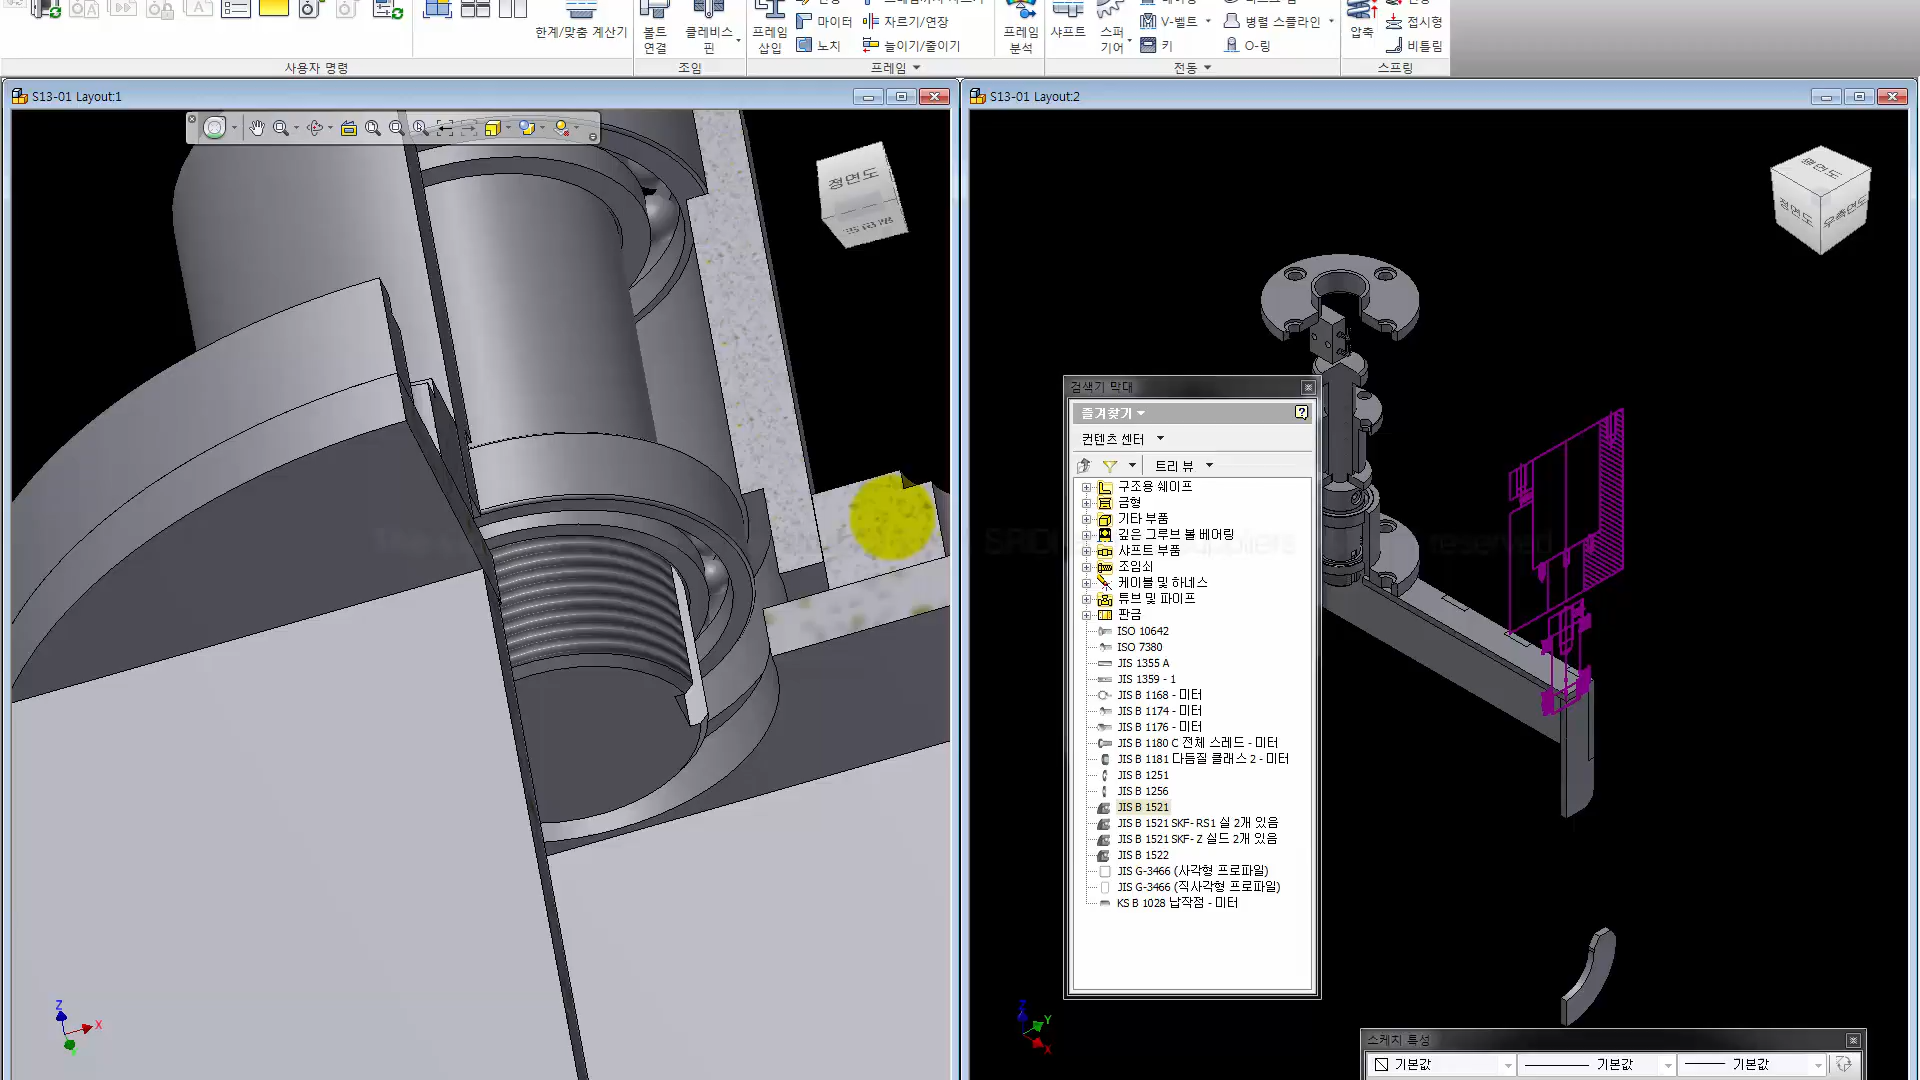 한계/맞춤 계산기
볼트
연결
클레비스
핀
프레임
삽입
마이터
노치
자르기/연장
늘이기/줄이기
프레임
분석
샤프트
스퍼
기어
V-벨트
키
병렬 스플라인
O-링
압축
접시형
비틀림
사용자 명령
조임
프레임
전동
스프링
S13-01 Layout:1
S13-01 Layout:2
정면도
평면도
정면도
우측면도
검색기 막대
즐겨찾기
컨텐츠 센터
트리 뷰
구조용 쉐이프
금형
기타 부품
깊은 그루브 볼 베어링
샤프트 부품
조임쇠
케이블 및 하네스
튜브 및 파이프
판금
ISO 10642
ISO 7380
JIS 1355 A
JIS 1359 - 1
JIS B 1168 - 미터
JIS B 1174 - 미터
JIS B 1176 - 미터
JIS B 1180 C 전체 스레드 - 미터
JIS B 1181 다듬질 클래스 2 - 미터
JIS B 1251
JIS B 1256
JIS B 1521
JIS B 1521 SKF- RS1 실 2개 있음
JIS B 1521 SKF- Z 실드 2개 있음
JIS B 1522
JIS G-3466 (사각형 프로파일)
JIS G-3466 (직사각형 프로파일)
KS B 1028 납작점 - 미터
Z
X
Z
Y
X
스케치 특성
기본값
기본값
기본값